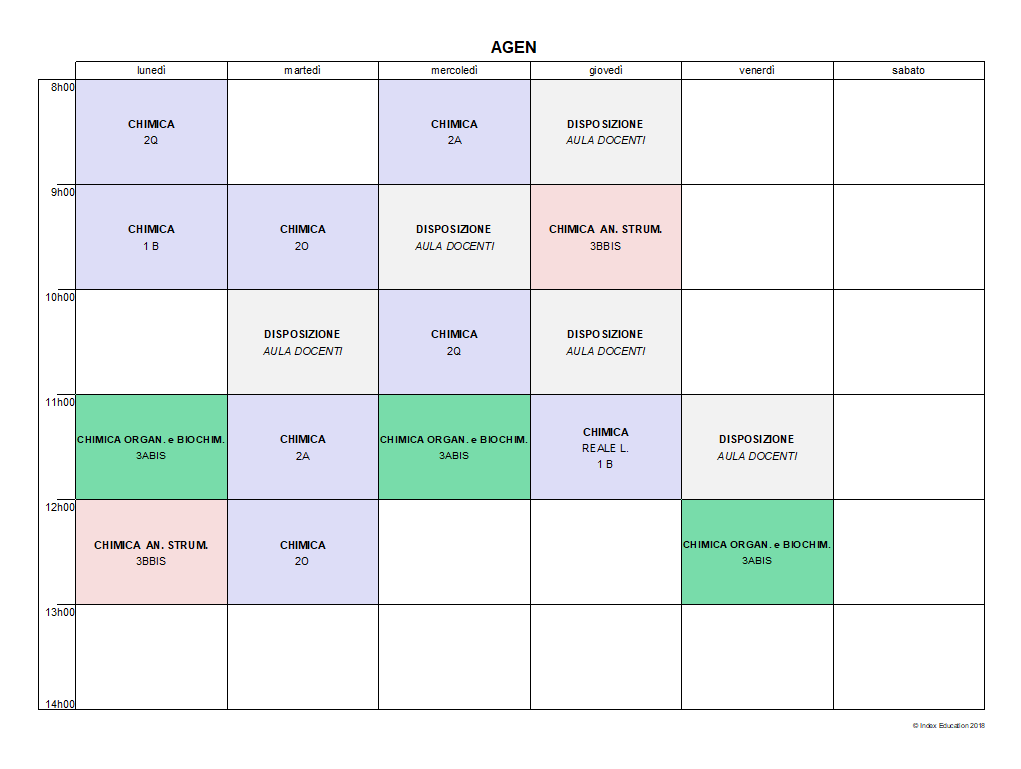 AGEN
lunedì martedì mercoledì giovedì venerdì sabato
8h00
CHIMICA
2Q
CHIMICA
2A
DISPOSIZIONE
AULA DOCENTI
9h00
CHIMICA
1 B
CHIMICA
2O
DISPOSIZIONE
AULA DOCENTI
CHIMICA AN. STRUM.
3BBIS
10h00
DISPOSIZIONE
AULA DOCENTI
CHIMICA
2Q
DISPOSIZIONE
AULA DOCENTI
11h00
CHIMICA ORGAN. e BIOCHIM.
3ABIS
CHIMICA
2A
CHIMICA ORGAN. e BIOCHIM.
3ABIS
CHIMICA
REALE L.
1 B
DISPOSIZIONE
AULA DOCENTI
12h00
CHIMICA AN. STRUM.
3BBIS
CHIMICA
2O
CHIMICA ORGAN. e BIOCHIM.
3ABIS
13h00
14h00
© Index Education 2018